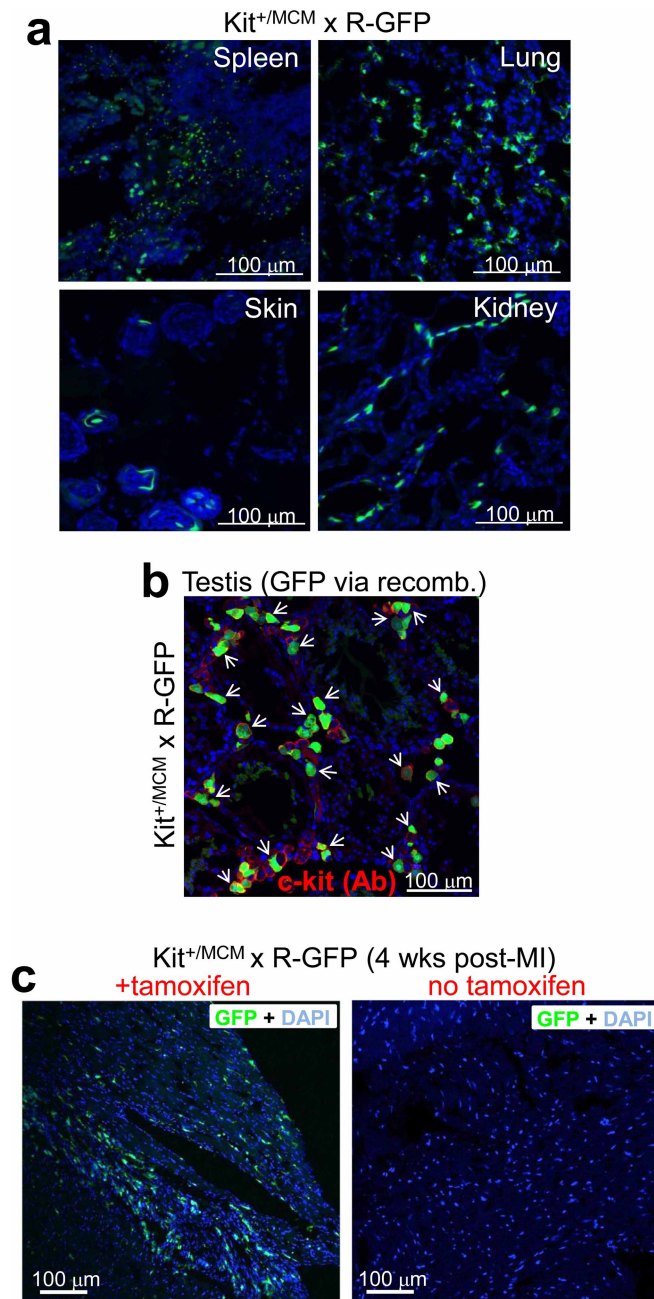 a
Kit+/MCM x R-GFP
Spleen
Lung
100 μm
100 μm
Skin
Kidney
100 μm
100 μm
b
Testis (GFP via recomb.)
Kit+/MCM x R-GFP
c-kit (Ab)
100 μm
Kit+/MCM x R-GFP (4 wks post-MI)
c
+tamoxifen
no tamoxifen
GFP + DAPI
GFP + DAPI
100 μm
100 μm